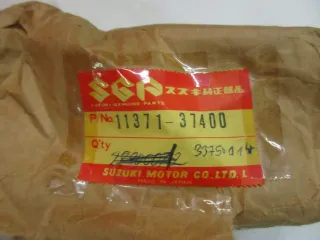 SGP スズキ純正部品
SUZUKI GENUINE PARTS
P.No. 11371-37400
Q'ty
SUZUKI MOTOR CO.,LTD.
MADE IN JAPAN